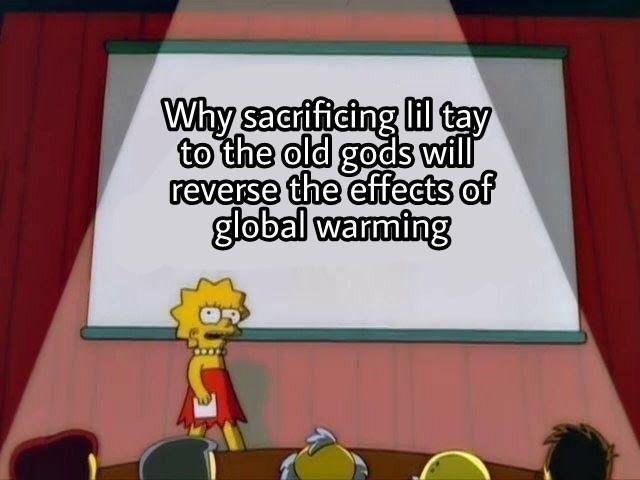 Why sacrificing lil tay
to the old gods will
reverse the effects of
global warming